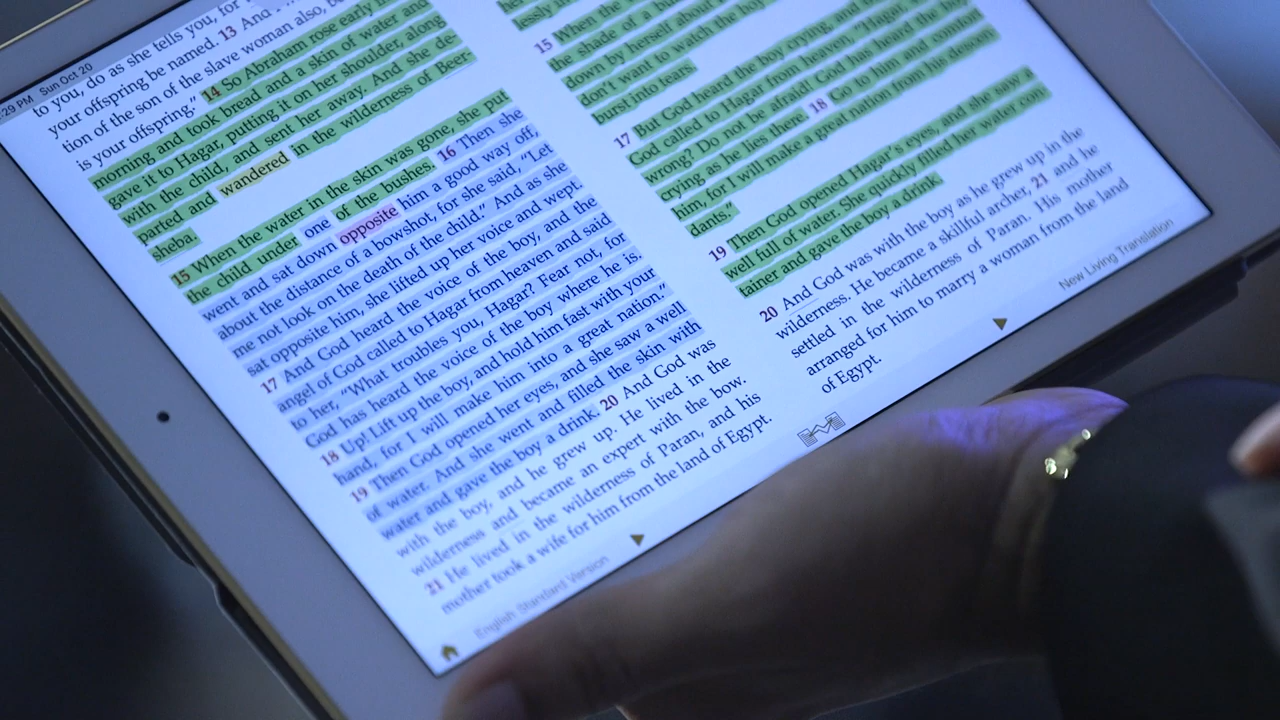 :29 PM Sun Oct 20
to you, do as she tells you, for
your offspring be named. 13 And
tion of the son of the slave woman also,
is your offspring."
14 So Abraham rose early in
morning and took bread and a skin of water and
gave it to Hagar, putting it on her shoulder, along
with the child, and sent her away. And she de-
parted and wandered in the wilderness of Beer-
sheba.
15 When the water in the skin was gone, she put
the child under one of the bushes. 16 Then she
went and sat down opposite him a good way off,
about the distance of a bowshot, for she said, "Let
me not look on the death of the child." And as she
sat opposite him, she lifted up her voice and wept.
17 And God heard the voice of the boy, and the
angel of God called to Hagar from heaven and said
to her, "What troubles you, Hagar? Fear not, for
God has heard the voice of the boy where he is.
18 Up! Lift up the boy, and hold him fast with your
hand, for I will make him into a great nation."
19 Then God opened her eyes, and she saw a well
of water. And she went and filled the skin with
water and gave the boy a drink. 20 And God was
with the boy, and he grew up. He lived in the
wilderness and became an expert with the bow.
21 He lived in the wilderness of Paran, and his
mother took a wife for him from the land of Egypt.
English Standard Version
15 When the
the shade of a
down by herself about
don't want to watch the boy
burst into tears.
17 But God heard the boy crying, and
God called to Hagar from heaven, "Hagar,
wrong? Do not be afraid! God has heard the boy
crying as he lies there. 18 Go to him and comfort
him, for I will make a great nation from his descen-
dants."
19 Then God opened Hagar's eyes, and she saw a
well full of water. She quickly filled her water con-
tainer and gave the boy a drink.
20 And God was with the boy as he grew up in the
wilderness. He became a skillful archer, 21 and he
settled in the wilderness of Paran. His mother
arranged for him to marry a woman from the land
of Egypt.
New Living Translation